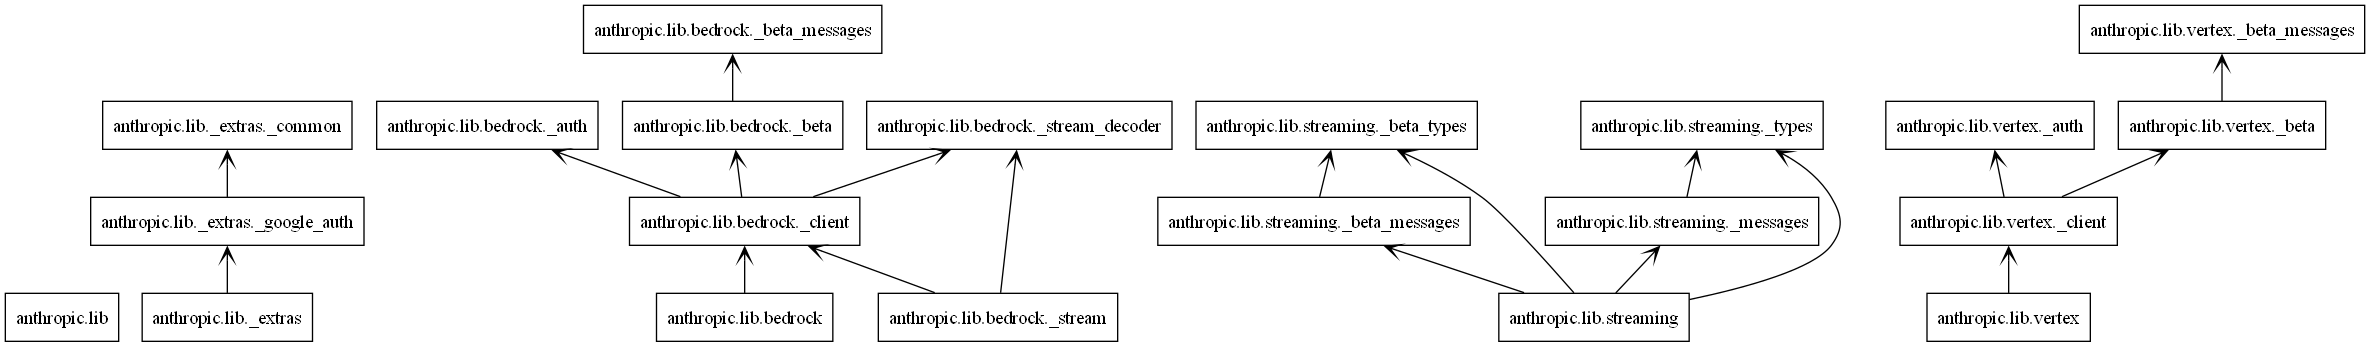 anthropic.lib.bedrock._beta_messages
anthropic.lib.vertex._beta_messages
anthropic.lib._extras._common
anthropic.lib.bedrock._auth
anthropic.lib.bedrock._beta
anthropic.lib.bedrock._stream_decoder
anthropic.lib.streaming._beta_types
anthropic.lib.streaming._types
anthropic.lib.vertex._auth
anthropic.lib.vertex._beta
anthropic.lib._extras._google_auth
anthropic.lib.bedrock._client
anthropic.lib.streaming._beta_messages
anthropic.lib.streaming._messages
anthropic.lib.vertex._client
anthropic.lib
anthropic.lib._extras
anthropic.lib.bedrock
anthropic.lib.bedrock._stream
anthropic.lib.streaming
anthropic.lib.vertex